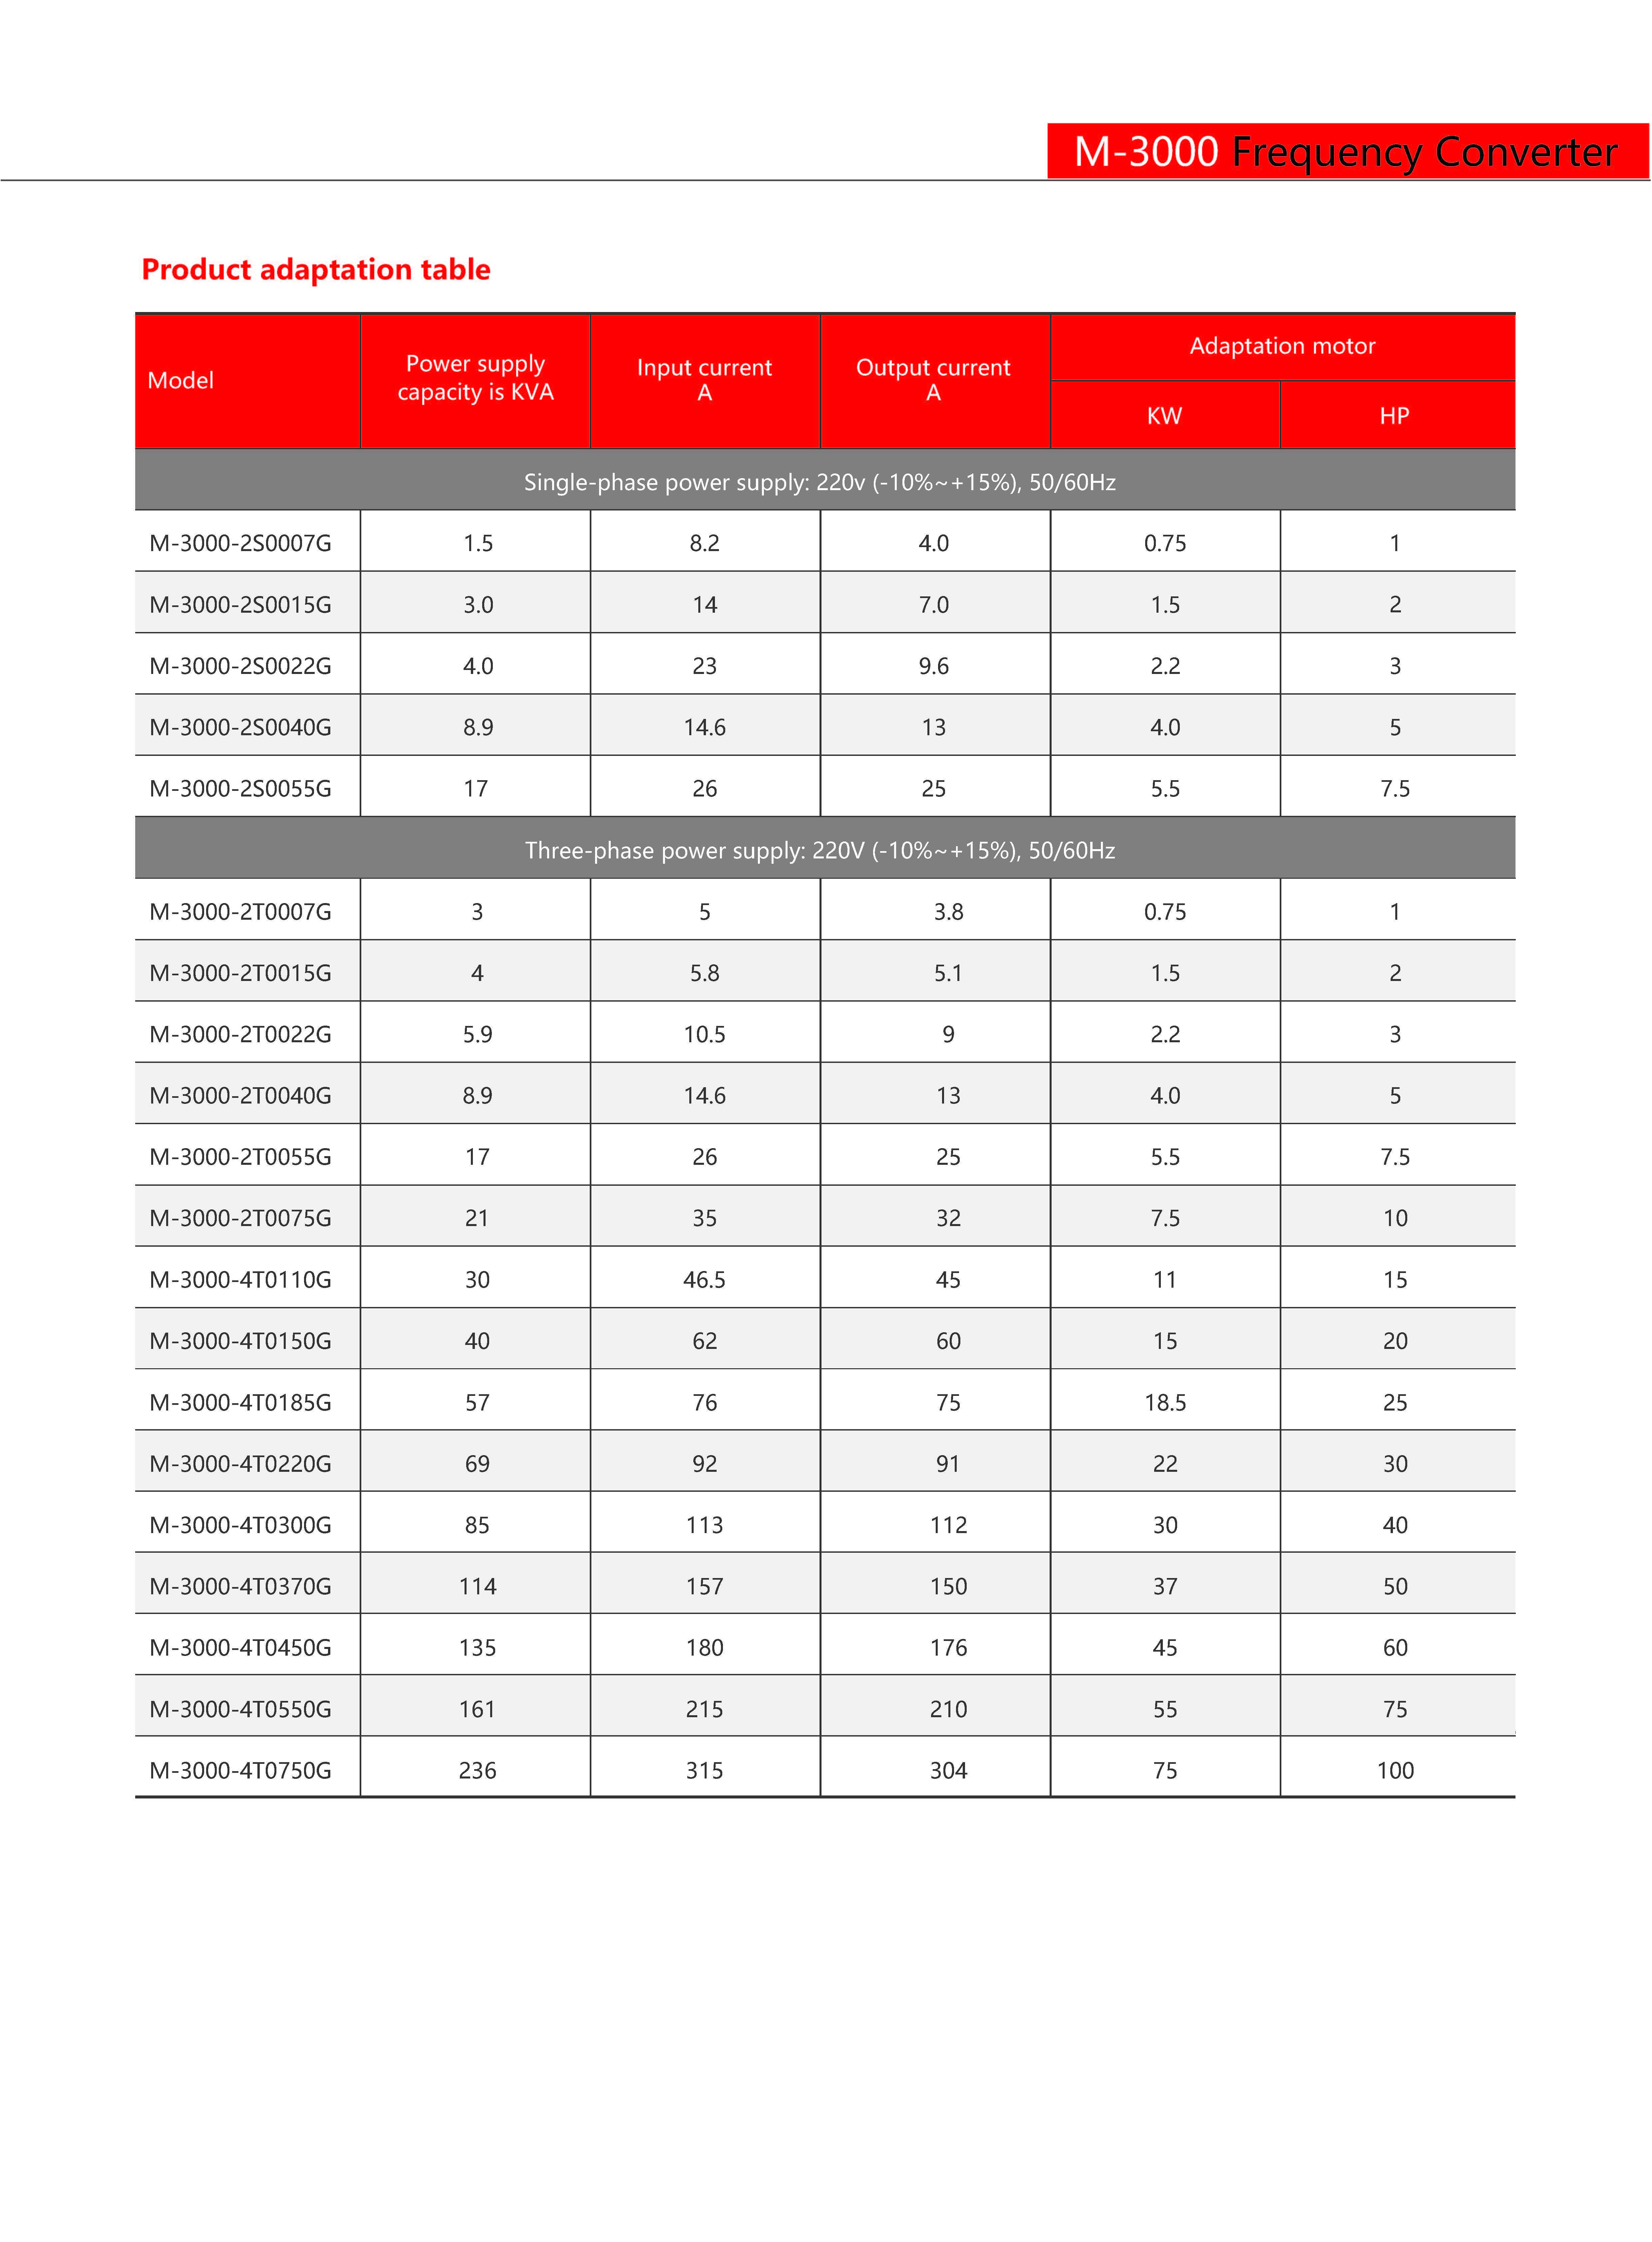 M-3000 Frequency Converter
Product adaptation table
Model
Power supply
capacity is KVA
Input current
A
Output current
A
Adaptation motor
KW HP
Single-phase power supply: 220v (-10%~+15%), 50/60Hz
M-3000-2S0007G 1.5 8.2 4.0 0.75 1
M-3000-2S0015G 3.0 14 7.0 1.5 2
M-3000-2S0022G 4.0 23 9.6 2.2 3
M-3000-2S0040G 8.9 14.6 13 4.0 5
M-3000-2S0055G 17 26 25 5.5 7.5
Three-phase power supply: 220V (-10%~+15%), 50/60Hz
M-3000-2T0007G 3 5 3.8 0.75 1
M-3000-2T0015G 4 5.8 5.1 1.5 2
M-3000-2T0022G 5.9 10.5 9 2.2 3
M-3000-2T0040G 8.9 14.6 13 4.0 5
M-3000-2T0055G 17 26 25 5.5 7.5
M-3000-2T0075G 21 35 32 7.5 10
M-3000-4T0110G 30 46.5 45 11 15
M-3000-4T0150G 40 62 60 15 20
M-3000-4T0185G 57 76 75 18.5 25
M-3000-4T0220G 69 92 91 22 30
M-3000-4T0300G 85 113 112 30 40
M-3000-4T0370G 114 157 150 37 50
M-3000-4T0450G 135 180 176 45 60
M-3000-4T0550G 161 215 210 55 75
M-3000-4T0750G 236 315 304 75 100